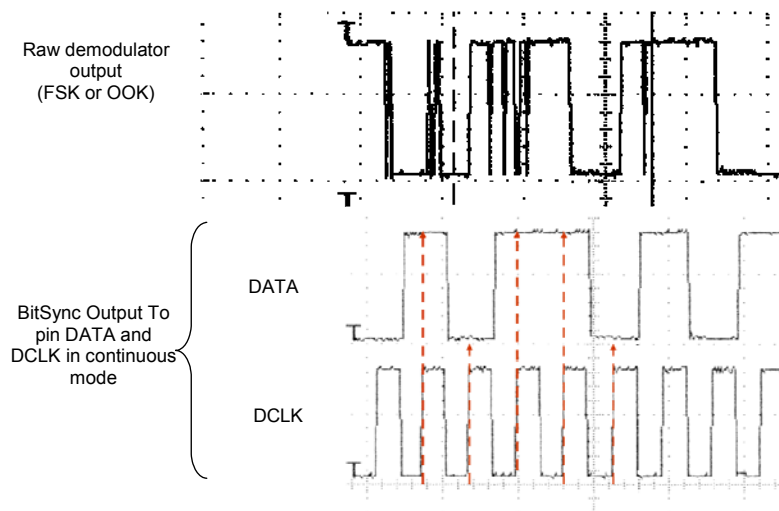 Raw demodulator
output
(FSK or OOK)
DATA
BitSync Output To
pin DATA and
DCLK in continuous
mode
DCLK